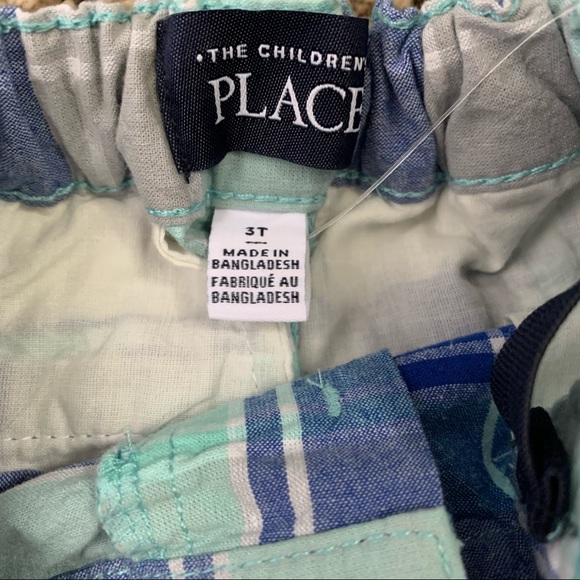 • THE CHILDREN'S
PLACE
3T
MADE IN
BANGLADESH
FABRIQUÉ AU
BANGLADESH